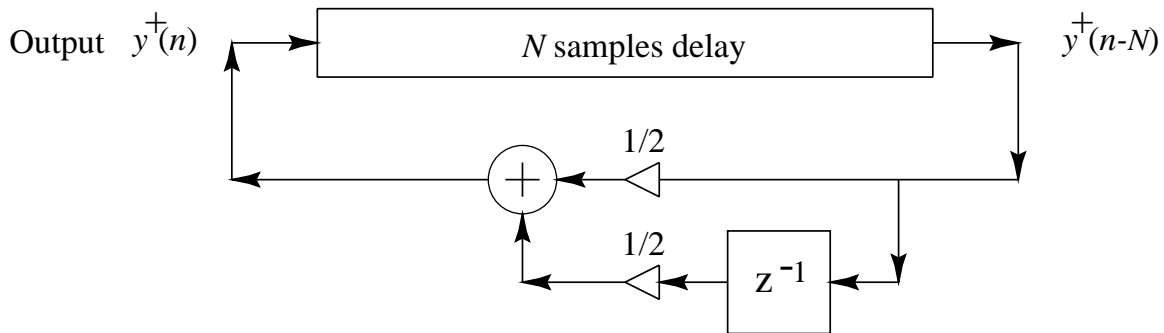 Output y⁺(n)
N samples delay
y⁺(n-N)
1/2
+
1/2
z⁻¹